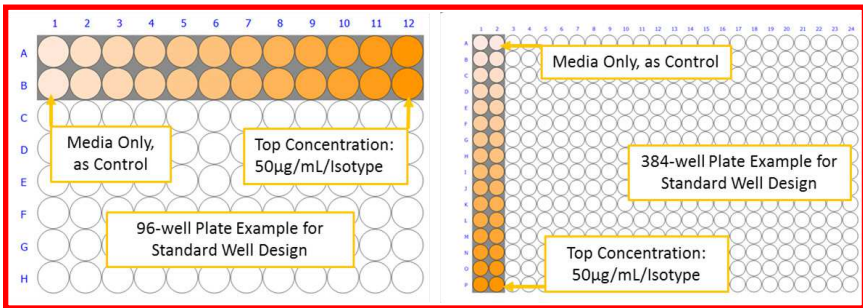 1 2 3 4 5 6 7 8 9 10 11 12
A
B
C
D
E
F
G
H
Media Only,
as Control
Top Concentration:
50µg/mL/Isotype
96-well Plate Example for
Standard Well Design
1 2 3 4 5 6 7 8 9 10 11 12 13 14 15 16 17 18 19 20 21 22 23 24
A
B
C
D
E
F
G
H
I
J
K
L
M
N
O
P
Media Only, as Control
384-well Plate Example for
Standard Well Design
Top Concentration:
50µg/mL/Isotype